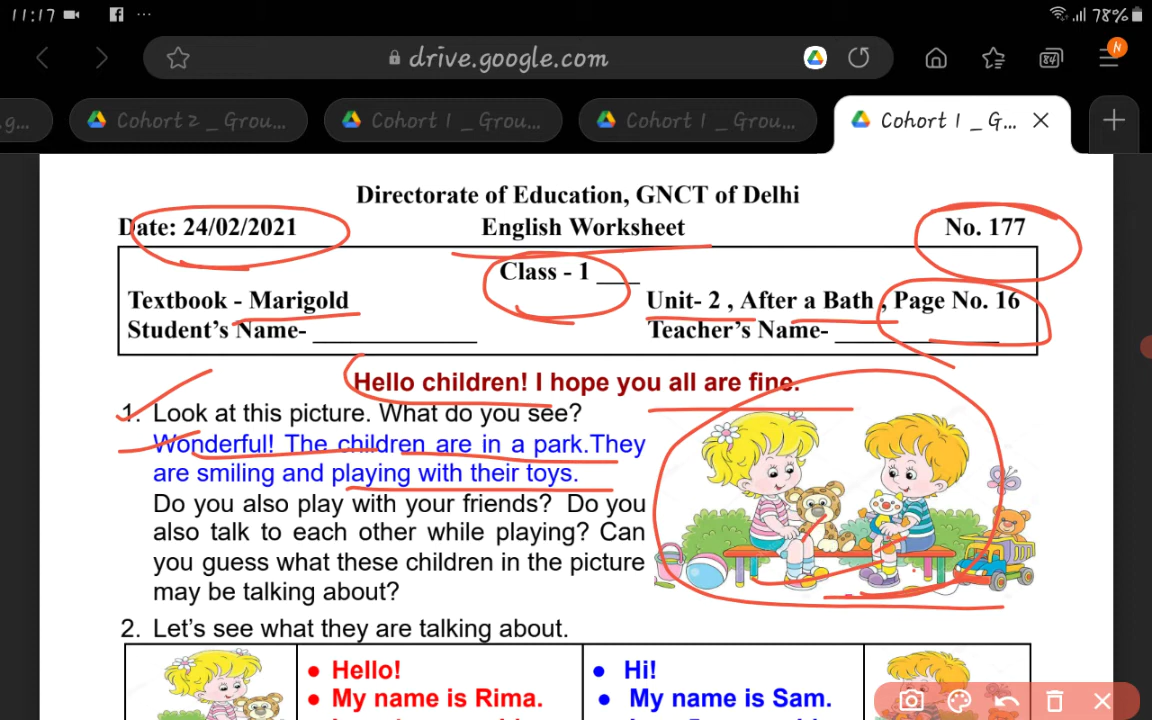 11:17 ... 78%
drive.google.com 84 N
.g... Cohort 2 _ Grou... Cohort 1 _ Grou... Cohort 1 _ Grou... Cohort 1 _ G...
Directorate of Education, GNCT of Delhi
Date: 24/02/2021 English Worksheet No. 177
Class - 1 ___
Textbook - Marigold Unit- 2 , After a Bath , Page No. 16
Student's Name- ____________ Teacher's Name- ____________
Hello children! I hope you all are fine.
1. Look at this picture. What do you see?
Wonderful! The children are in a park.They
are smiling and playing with their toys.
Do you also play with your friends? Do you
also talk to each other while playing? Can
you guess what these children in the picture
may be talking about?
2. Let's see what they are talking about.
• Hello! • Hi!
• My name is Rima. • My name is Sam.